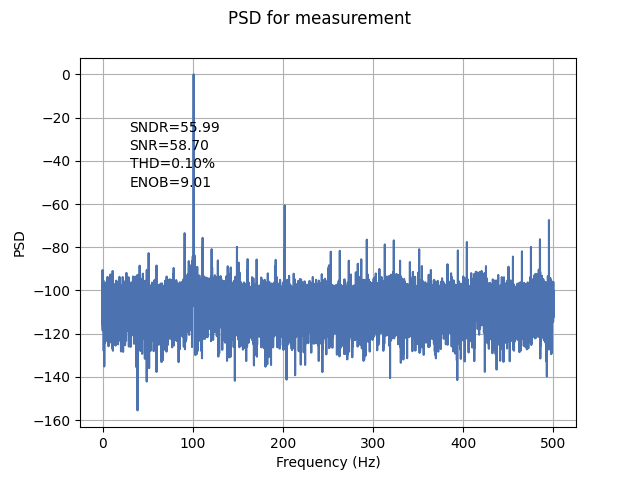 PSD for measurement
0
−20
−40
−60
−80
−100
−120
−140
−160
PSD
SNDR=55.99
SNR=58.70
THD=0.10%
ENOB=9.01
0 100 200 300 400 500
Frequency (Hz)